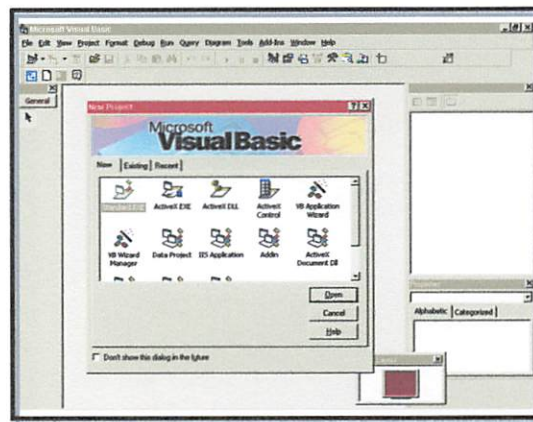 Microsoft Visual Basic
File Edit View Project Format Debug Run Query Diagram Tools Add-Ins Window Help
General
New Project
Microsoft
Visual Basic
New Existing Recent
Standard EXE ActiveX EXE ActiveX DLL ActiveX Control VB Application Wizard
VB Wizard Manager Data Project IIS Application Addin ActiveX Document Dll
Open
Cancel
Help
Don't show this dialog in the future
Alphabetic Categorized